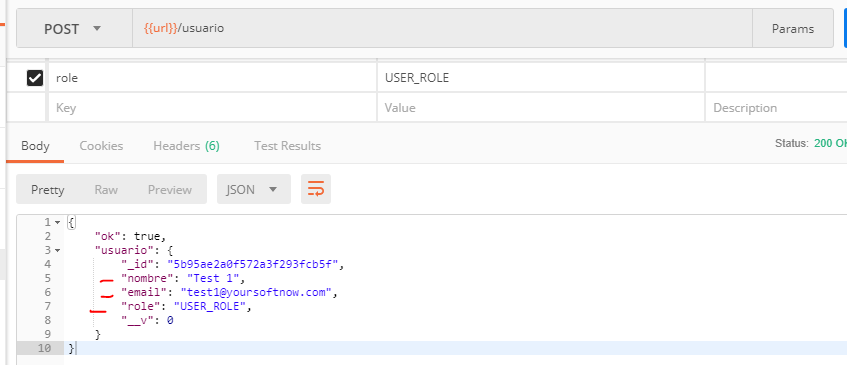 POST {{url}}/usuario Params
role USER_ROLE
Key Value Description
Body Cookies Headers (6) Test Results Status: 200 OK
Pretty Raw Preview JSON
1 {
2 "ok": true,
3 "usuario": {
4 "_id": "5b95ae2a0f572a3f293fcb5f",
5 "nombre": "Test 1",
6 "email": "test1@yoursoftnow.com",
7 "role": "USER_ROLE",
8 "__v": 0
9 }
10 }